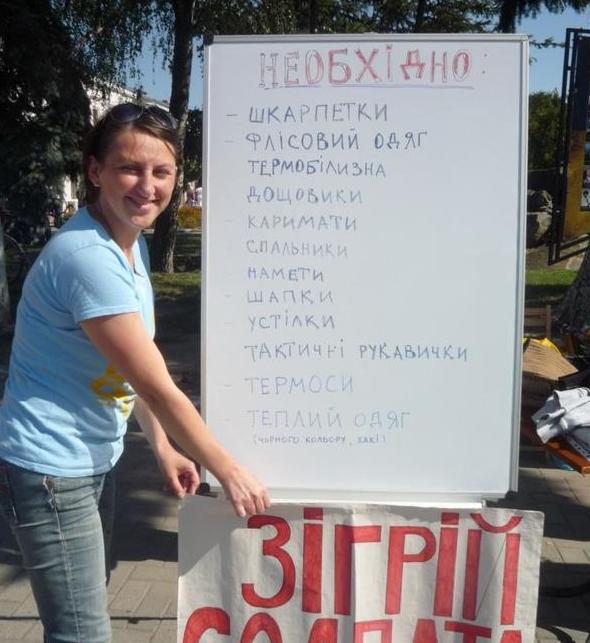 НЕОБХІДНО:
- ШКАРПЕТКИ
- ФЛІСОВИЙ ОДЯГ
ТЕРМОБІЛИЗНА
- ДОЩОВИКИ
- КАРИМАТИ
- СПАЛЬНИКИ
- НАМЕТИ
- ШАПКИ
- УСТІЛКИ
- ТАКТИЧНІ РУКАВИЧКИ
- ТЕРМОСИ
- ТЕПЛИЙ ОДЯГ
(ЧОРНОГО КОЛЬОРУ, ХАКІ)
ЗІГРІЙ
СОЛДАТА